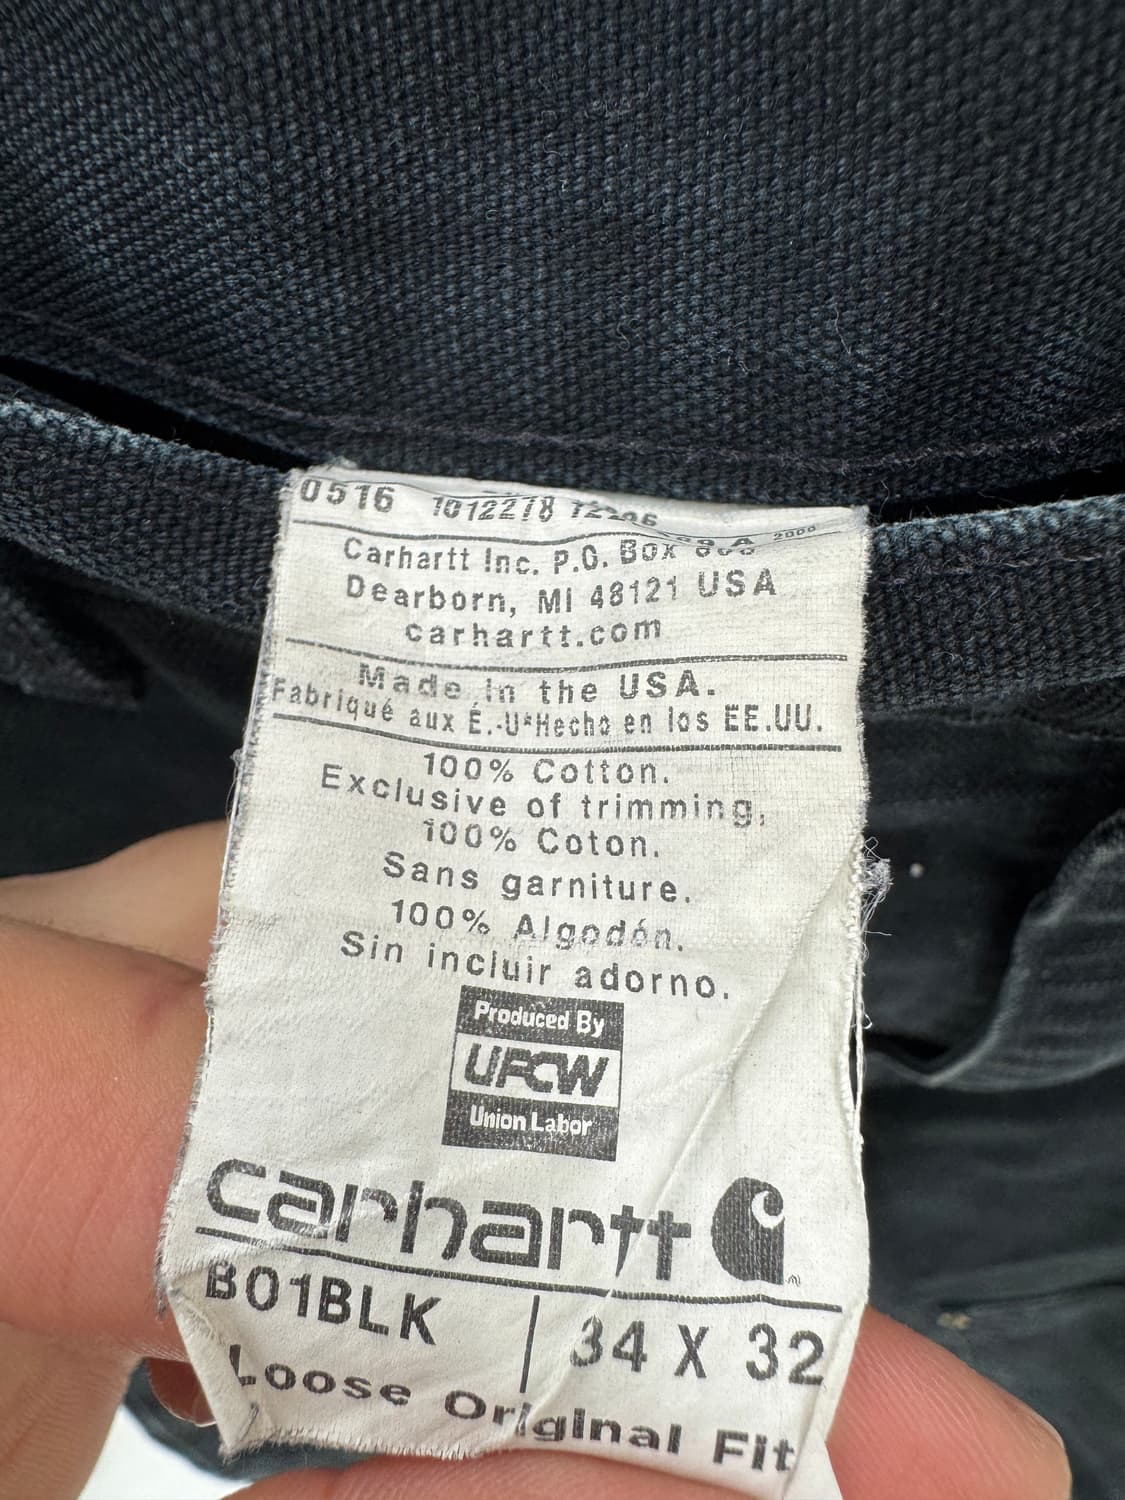 0516 1012278
2000
Carhartt Inc. P.O. Box
Dearborn, MI 48121 USA
carhartt.com
Made in the USA.
Fabriqué aux É.-U*Hecho en los EE.UU.
100% Cotton.
Exclusive of trimming.
100% Coton.
Sans garniture.
100% Algodón.
Sin incluir adorno.
Produced By
UFCW
Union Labor
carhartt
B01BLK 34 X 32
Loose Original Fit